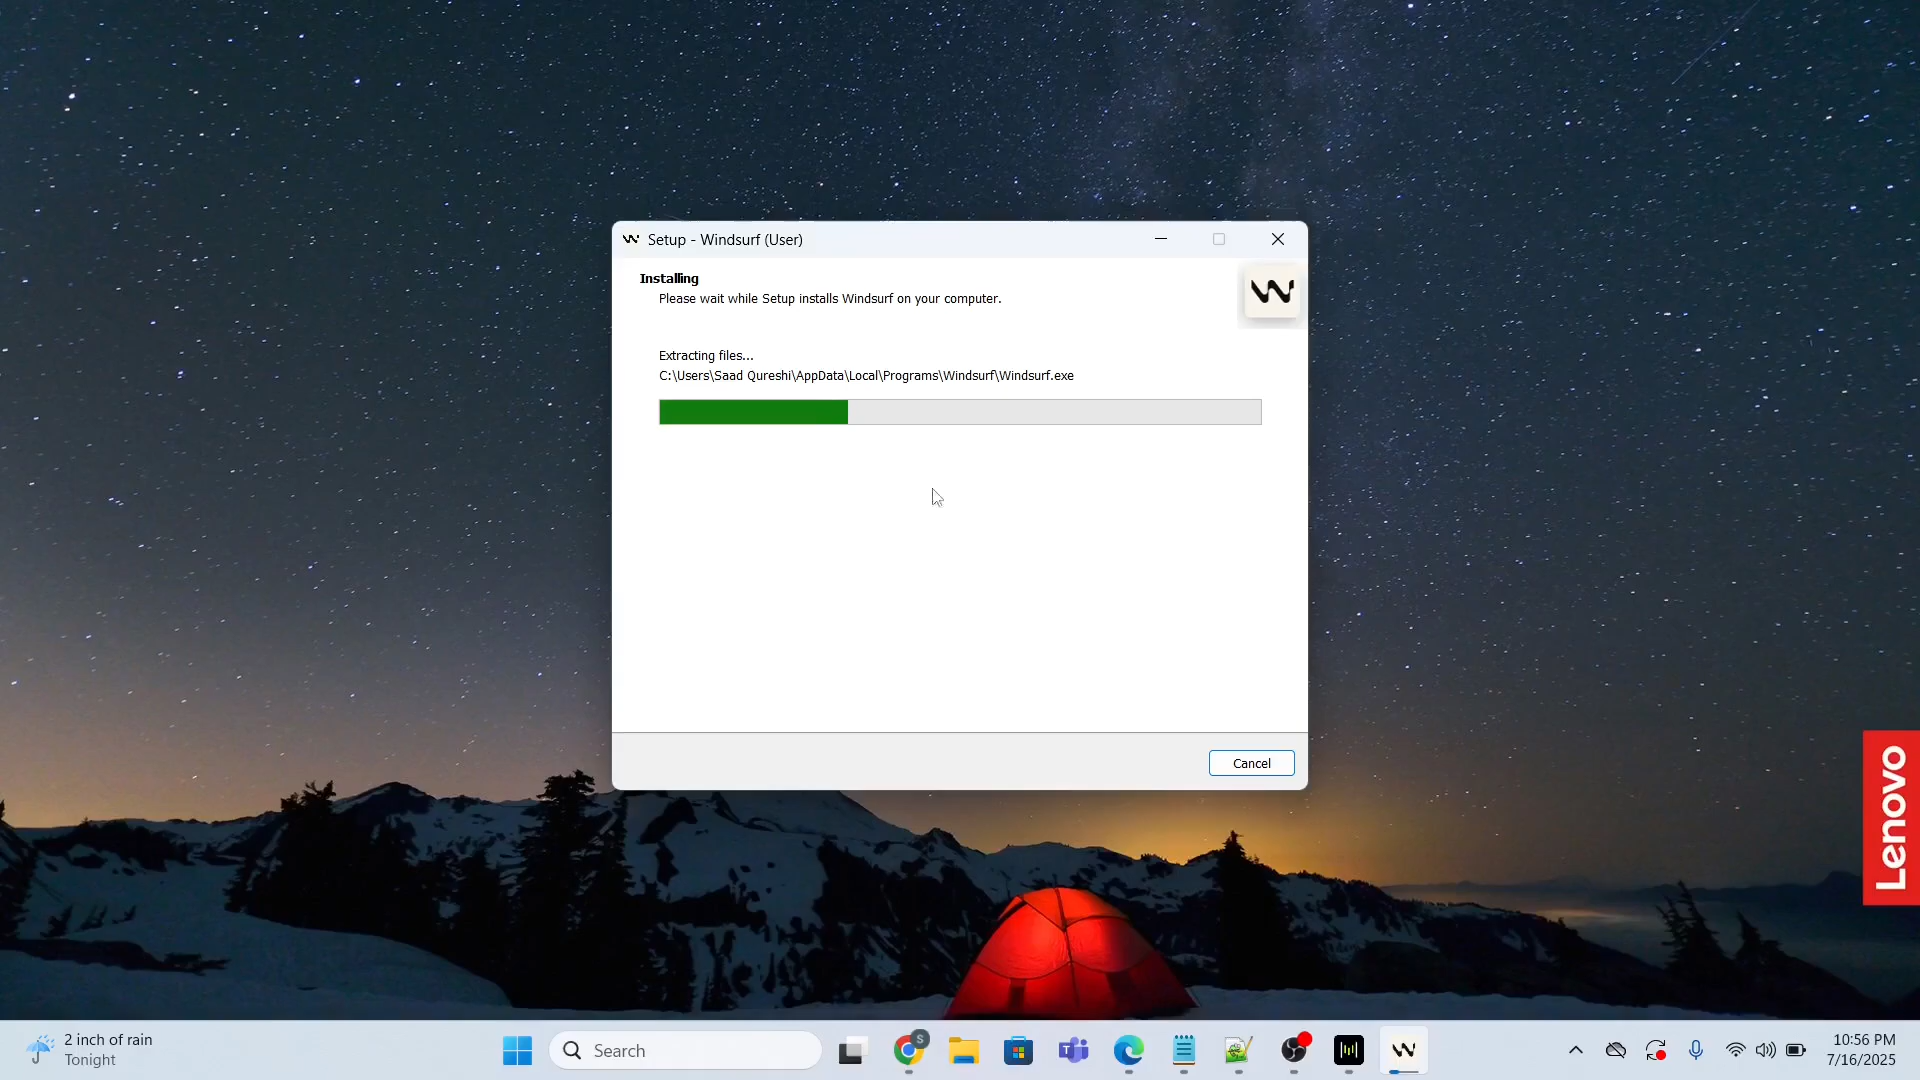 Setup - Windsurf (User)
Installing
Please wait while Setup installs Windsurf on your computer.
Extracting files...
C:\Users\Saad Qureshi\AppData\Local\Programs\Windsurf\Windsurf.exe
Cancel
Lenovo
2 inch of rain
Tonight
Search
S
10:56 PM
7/16/2025